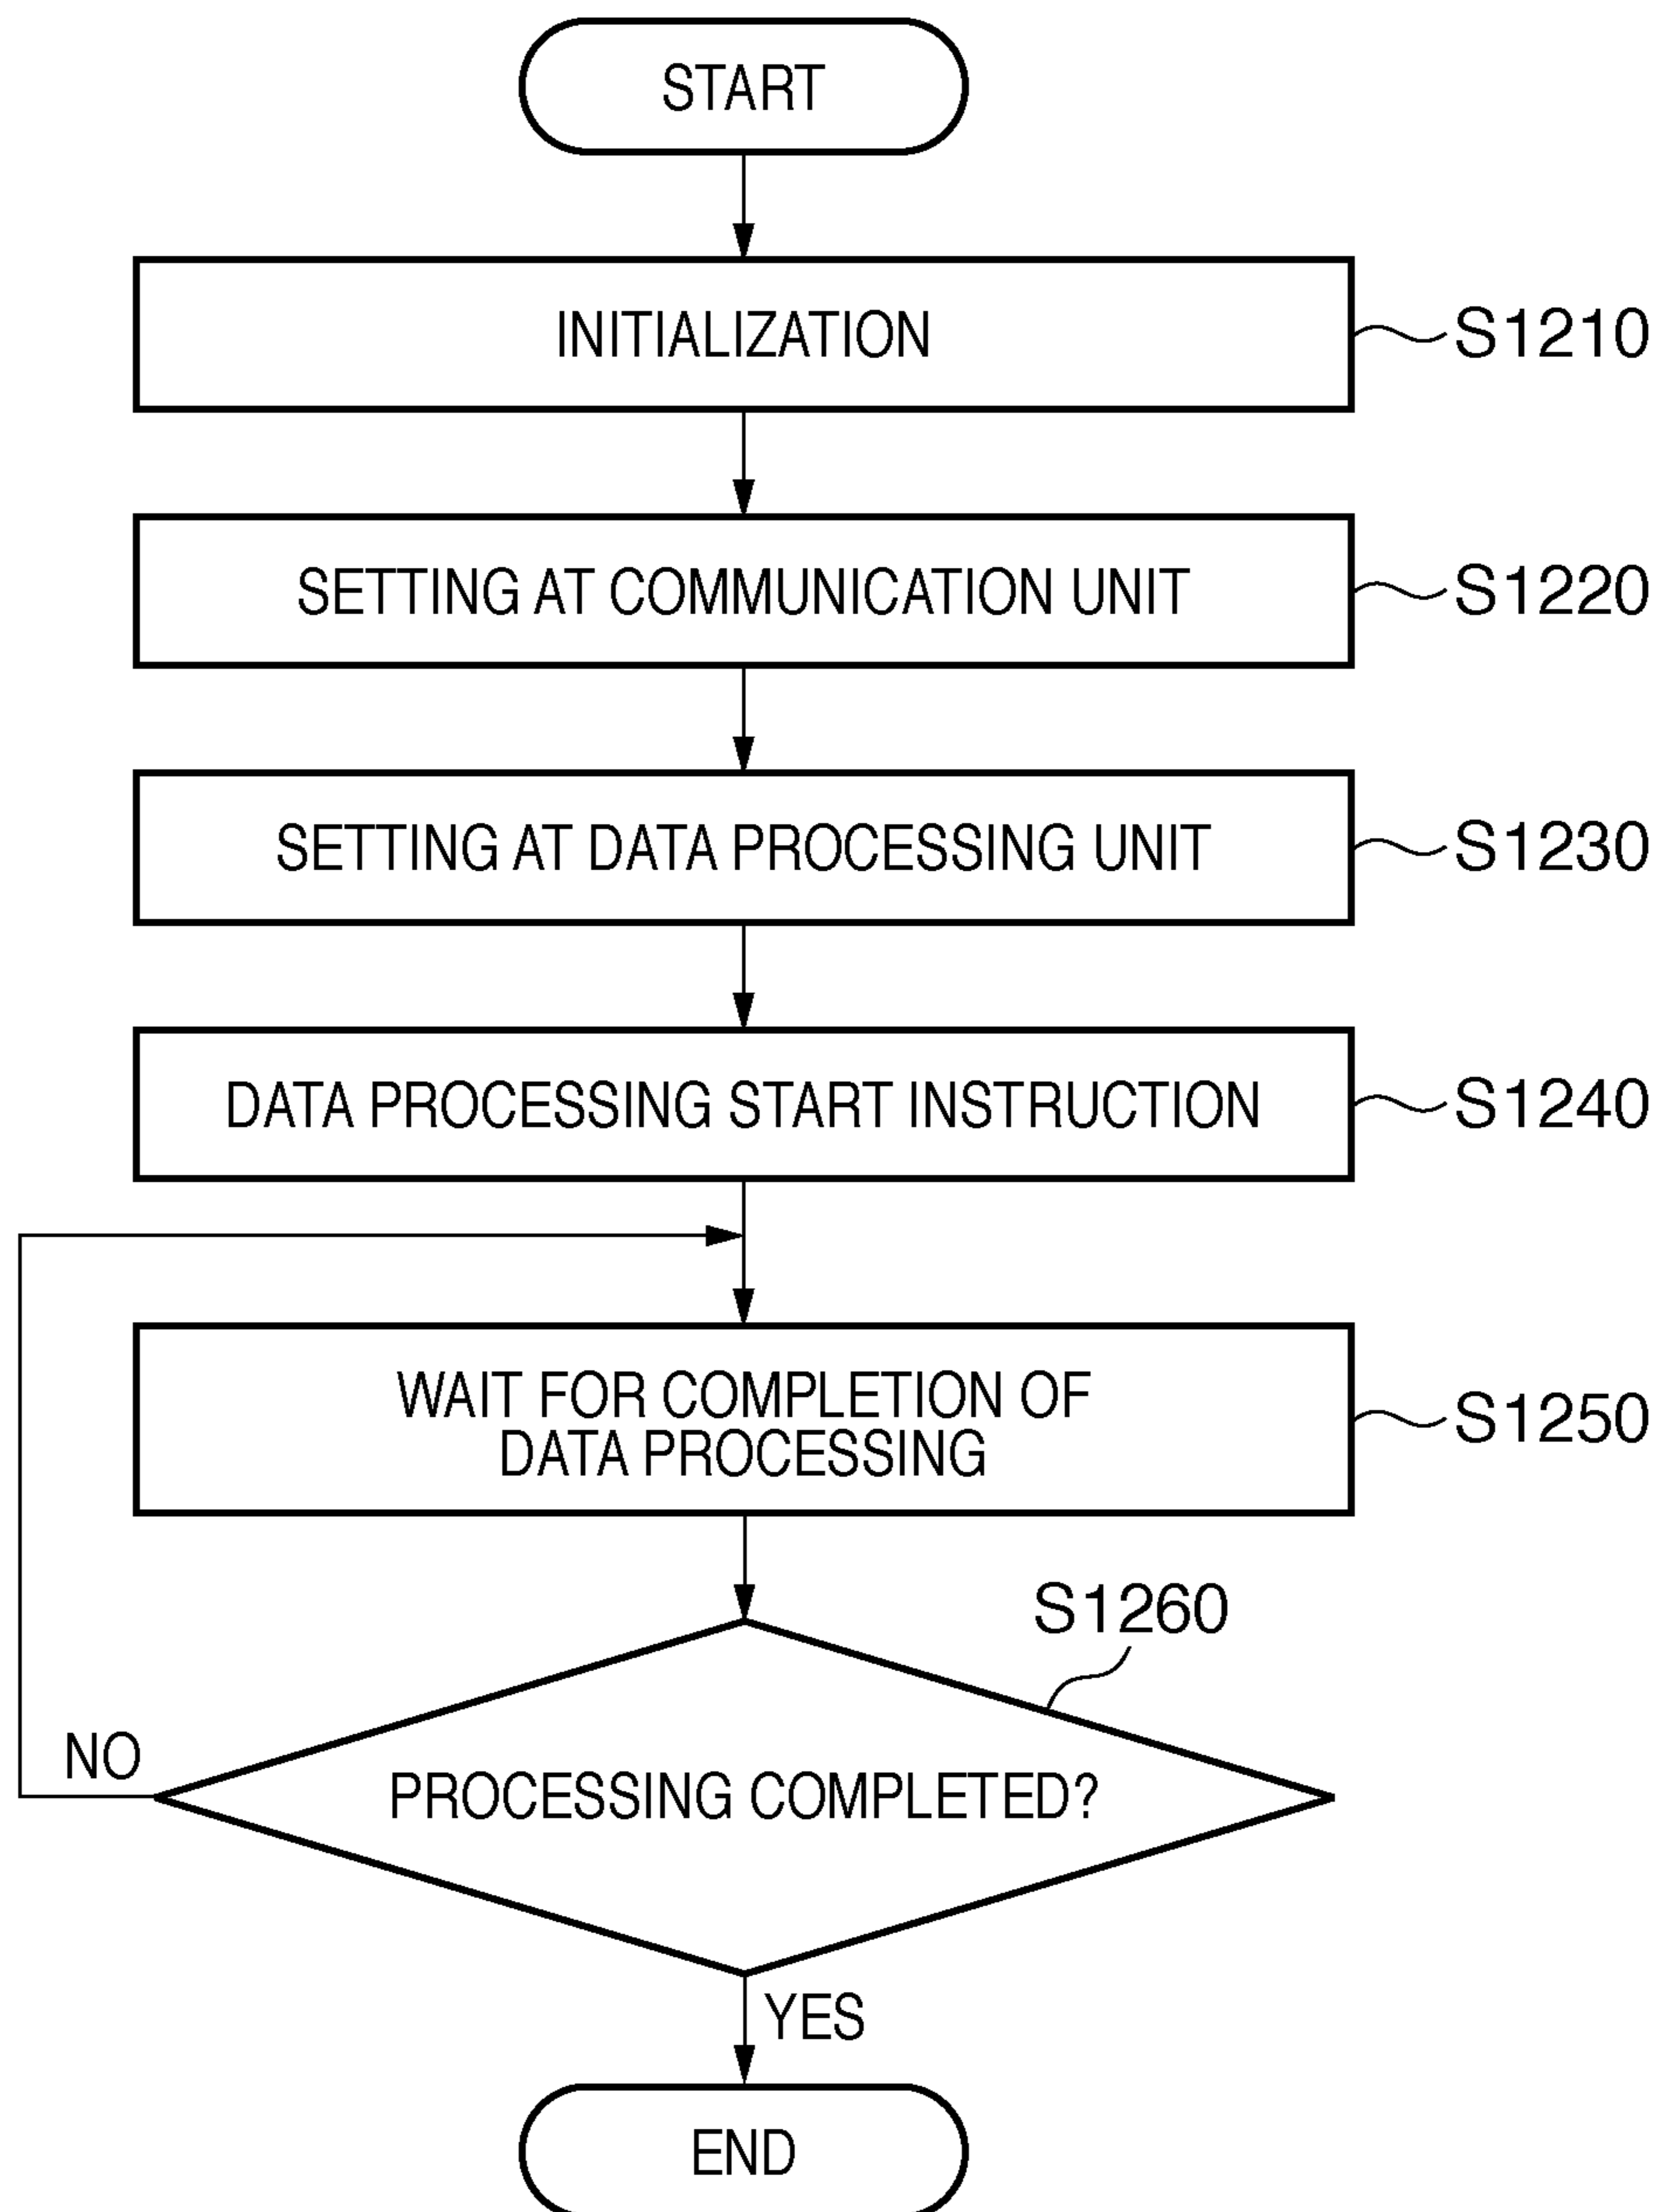 START
INITIALIZATION
S1210
SETTING AT COMMUNICATION UNIT
S1220
SETTING AT DATA PROCESSING UNIT
S1230
DATA PROCESSING START INSTRUCTION
S1240
WAIT FOR COMPLETION OF
DATA PROCESSING
S1250
S1260
NO
PROCESSING COMPLETED?
YES
END